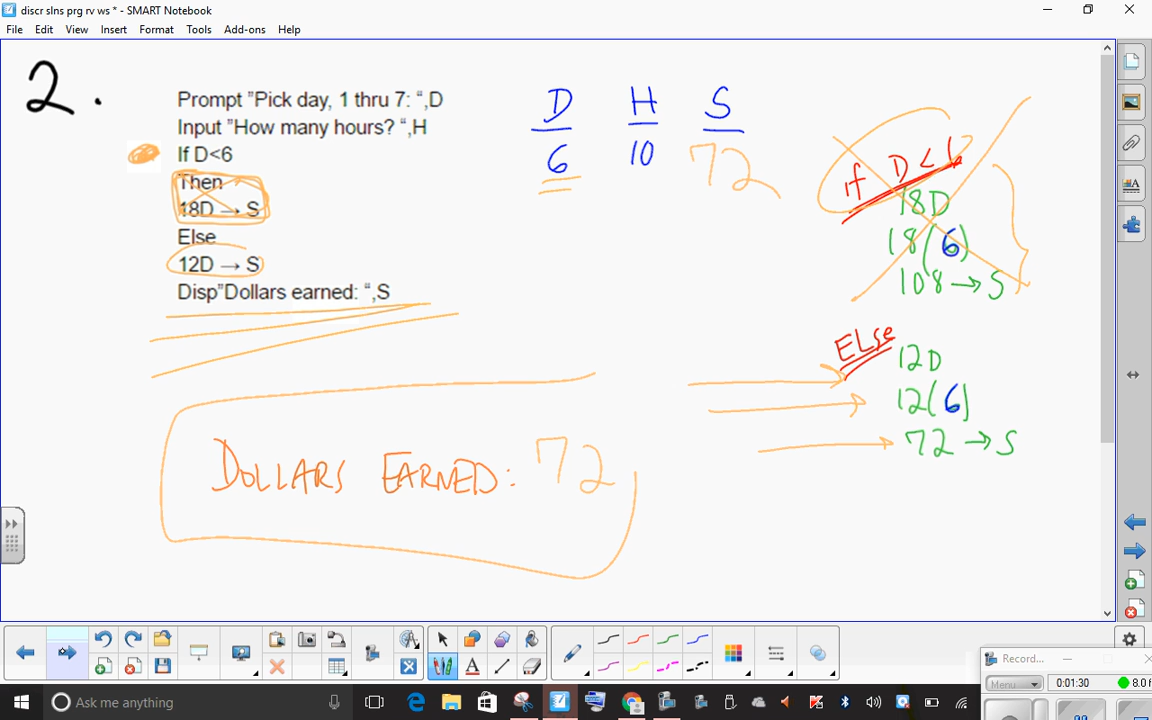 discr slns prg rv ws * - SMART Notebook
File Edit View Insert Format Tools Add-ons Help
2.
Prompt "Pick day, 1 thru 7: “,D
Input "How many hours? “,H
If D<6
Then
18D → S
Else
12D → S
Disp"Dollars earned: “,S
D H S
6 10 72
if D < 6
18D
18(6)
108 → S
ELSe
12D
12(6)
72 → S
DOLLARS EARNED: 72
Record...
Menu
0:01:30
8.0
Ask me anything